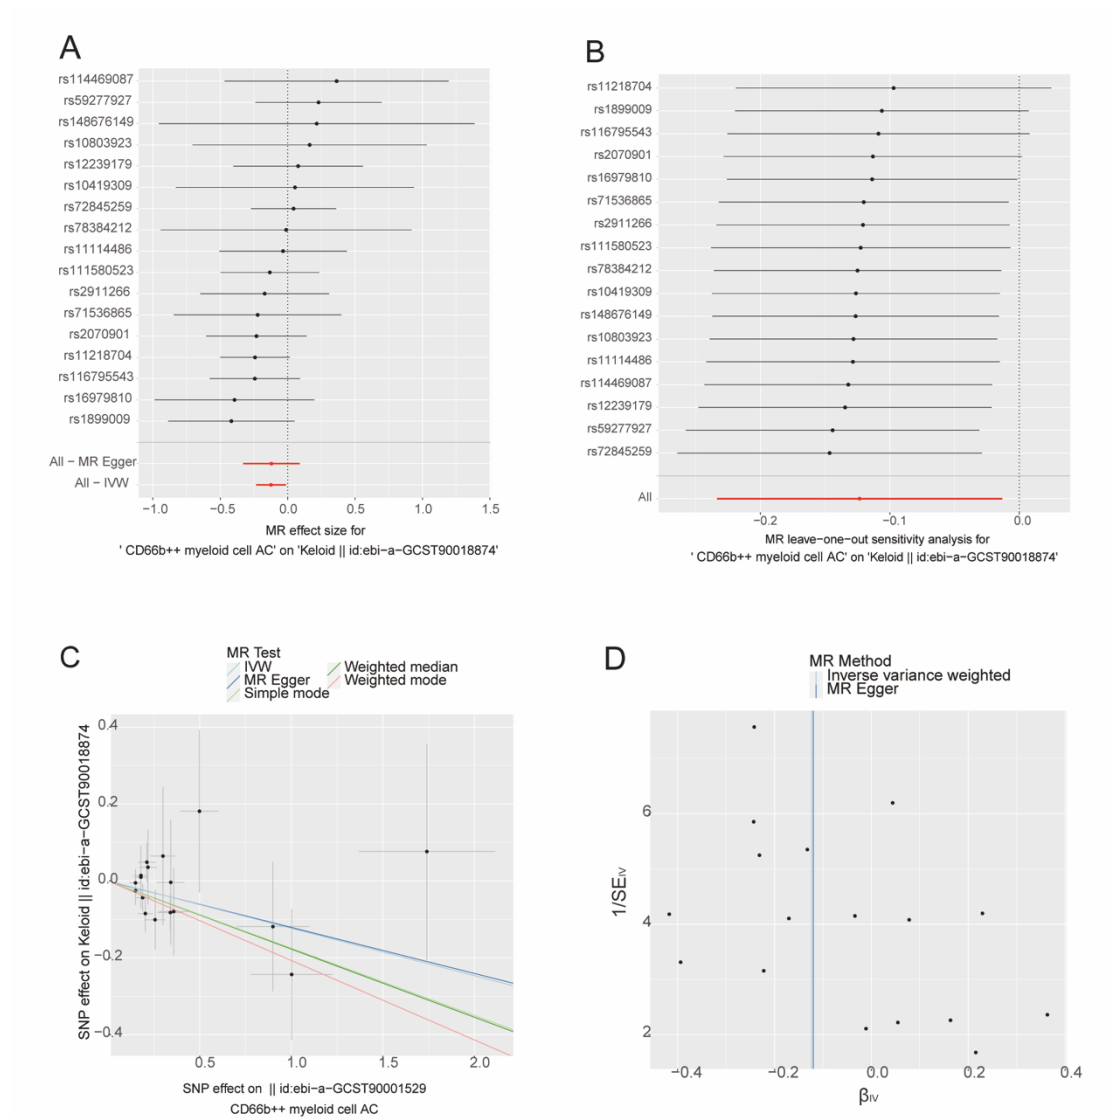 A
rs114469087
rs59277927
rs148676149
rs10803923
rs12239179
rs10419309
rs72845259
rs78384212
rs11114486
rs111580523
rs2911266
rs71536865
rs2070901
rs11218704
rs116795543
rs16979810
rs1899009
All − MR Egger
All − IVW
−1.0 −0.5 0.0 0.5 1.0 1.5
MR effect size for
' CD66b++ myeloid cell AC' on 'Keloid || id:ebi-a-GCST90018874'
B
rs11218704
rs1899009
rs116795543
rs2070901
rs16979810
rs71536865
rs2911266
rs111580523
rs78384212
rs10419309
rs148676149
rs10803923
rs11114486
rs114469087
rs12239179
rs59277927
rs72845259
All
−0.2 −0.1 0.0
MR leave−one−out sensitivity analysis for
' CD66b++ myeloid cell AC' on 'Keloid || id:ebi-a-GCST90018874'
C
MR Test
IVW
MR Egger
Simple mode
Weighted median
Weighted mode
SNP effect on Keloid || id:ebi−a−GCST90018874
0.4
0.2
0.0
−0.2
−0.4
0.5 1.0 1.5 2.0
SNP effect on || id:ebi−a−GCST90001529
CD66b++ myeloid cell AC
D
MR Method
Inverse variance weighted
MR Egger
1/SEIV
6
4
2
−0.4 −0.2 0.0 0.2 0.4
βIV